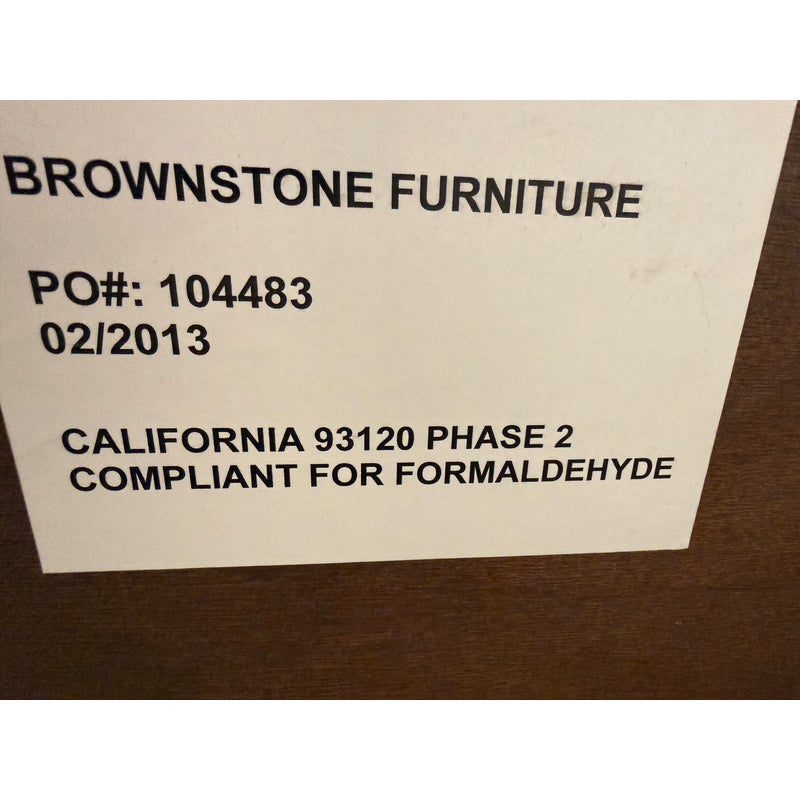 BROWNSTONE FURNITURE
PO#: 104483
02/2013
CALIFORNIA 93120 PHASE 2
COMPLIANT FOR FORMALDEHYDE